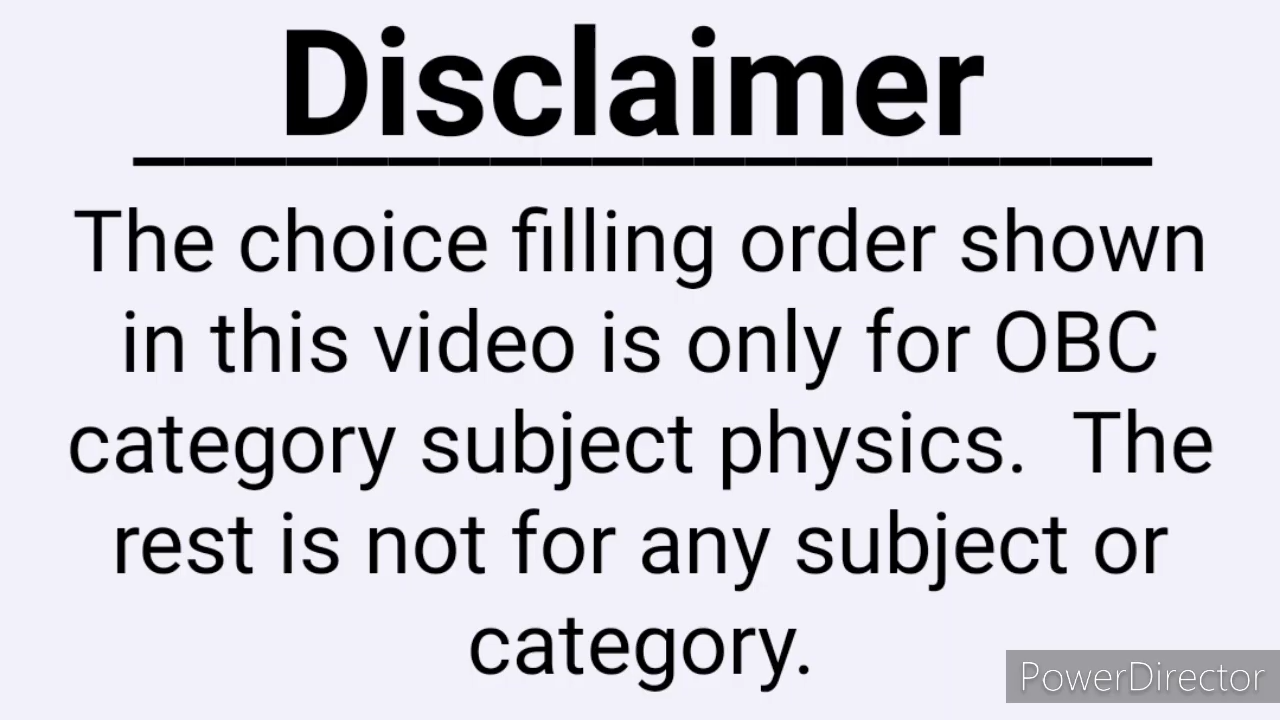 Disclaimer
The choice filling order shown
in this video is only for OBC
category subject physics. The
rest is not for any subject or
category.
PowerDirector